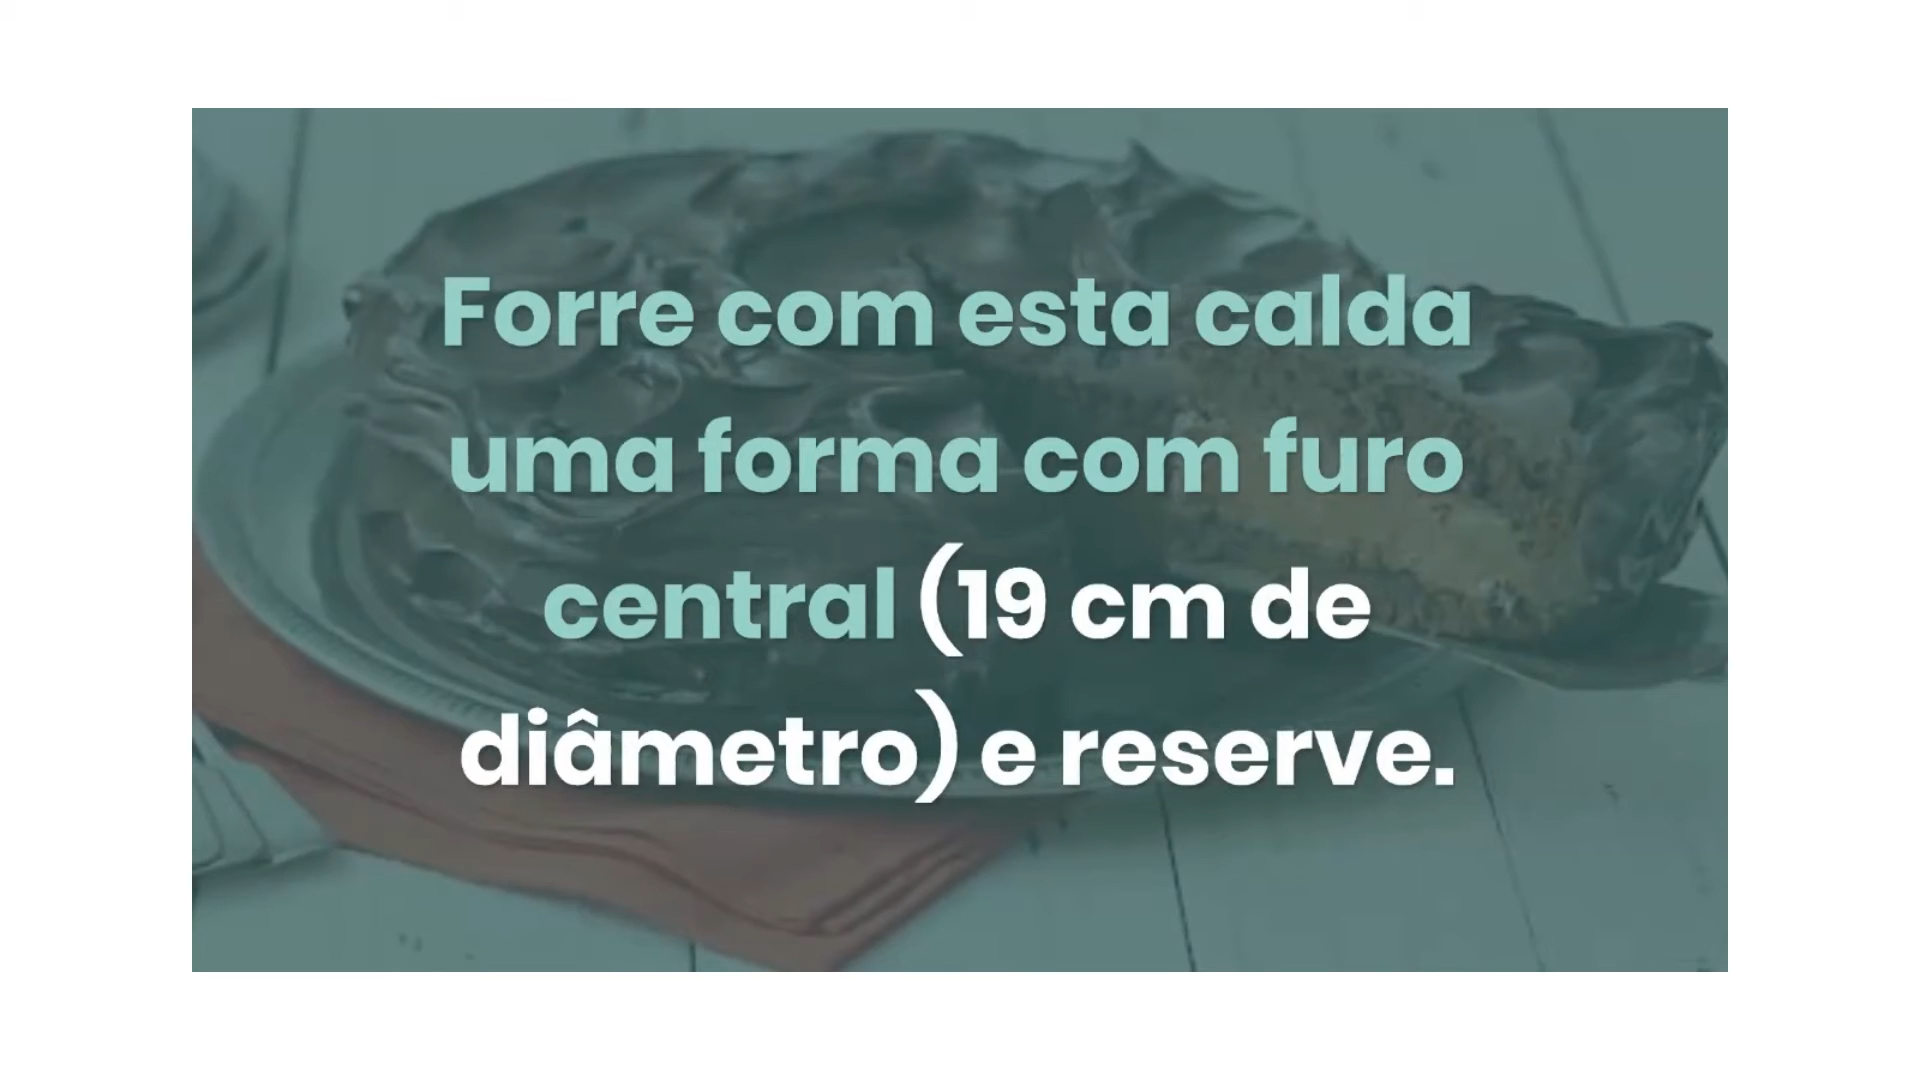 Forre com esta calda
uma forma com furo
central (19 cm de
diâmetro) e reserve.